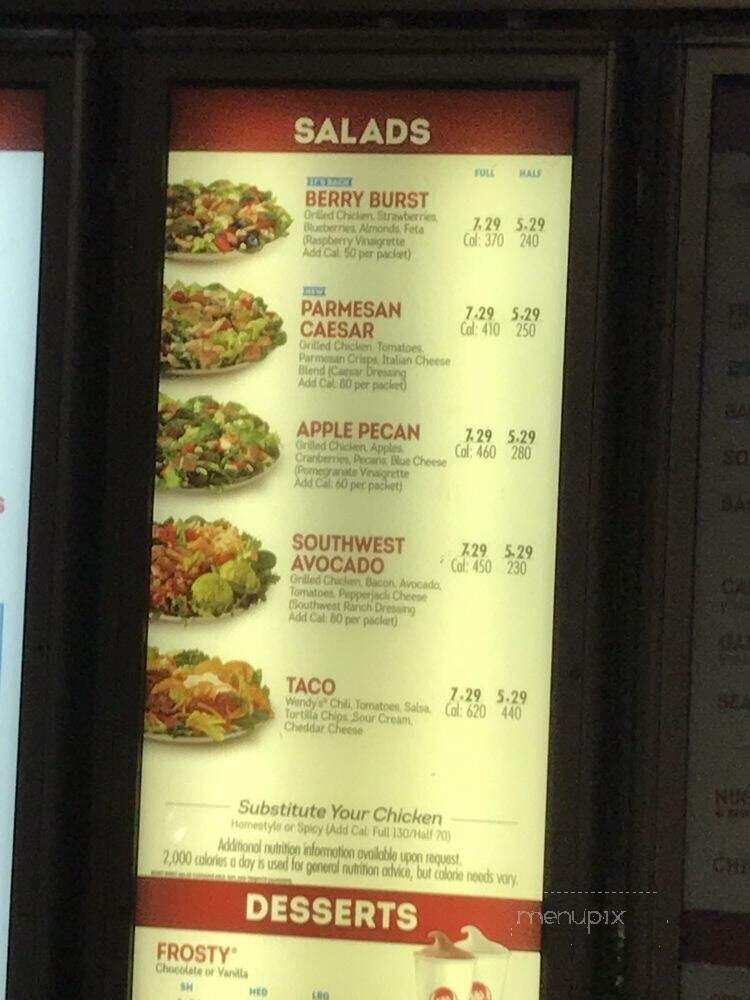 SALADS
FULL HALF
IT'S BACK
BERRY BURST
Grilled Chicken, Strawberries,
Blueberries, Almonds, Feta
(Raspberry Vinaigrette
Add Cal: 50 per packet)
7.29 5.29
Cal: 370 240
NEW
PARMESAN
CAESAR
Grilled Chicken, Tomatoes,
Parmesan Crisps, Italian Cheese
Blend (Caesar Dressing
Add Cal: 80 per packet)
7.29 5.29
Cal: 410 250
APPLE PECAN
Grilled Chicken, Apples,
Cranberries, Pecans, Blue Cheese
(Pomegranate Vinaigrette
Add Cal: 60 per packet)
7.29 5.29
Cal: 460 280
SOUTHWEST
AVOCADO
Grilled Chicken, Bacon, Avocado,
Tomatoes, Pepperjack Cheese
(Southwest Ranch Dressing
Add Cal: 80 per packet)
7.29 5.29
Cal: 450 230
TACO
Wendy's® Chili, Tomatoes, Salsa,
Tortilla Chips, Sour Cream,
Cheddar Cheese
7.29 5.29
Cal: 620 440
Substitute Your Chicken
Homestyle or Spicy (Add Cal: Full 130/Half 70)
Additional nutrition information available upon request.
2,000 calories a day is used for general nutrition advice, but calorie needs vary.
DESSERTS
FROSTY®
Chocolate or Vanilla
SM MED LRG
menupix